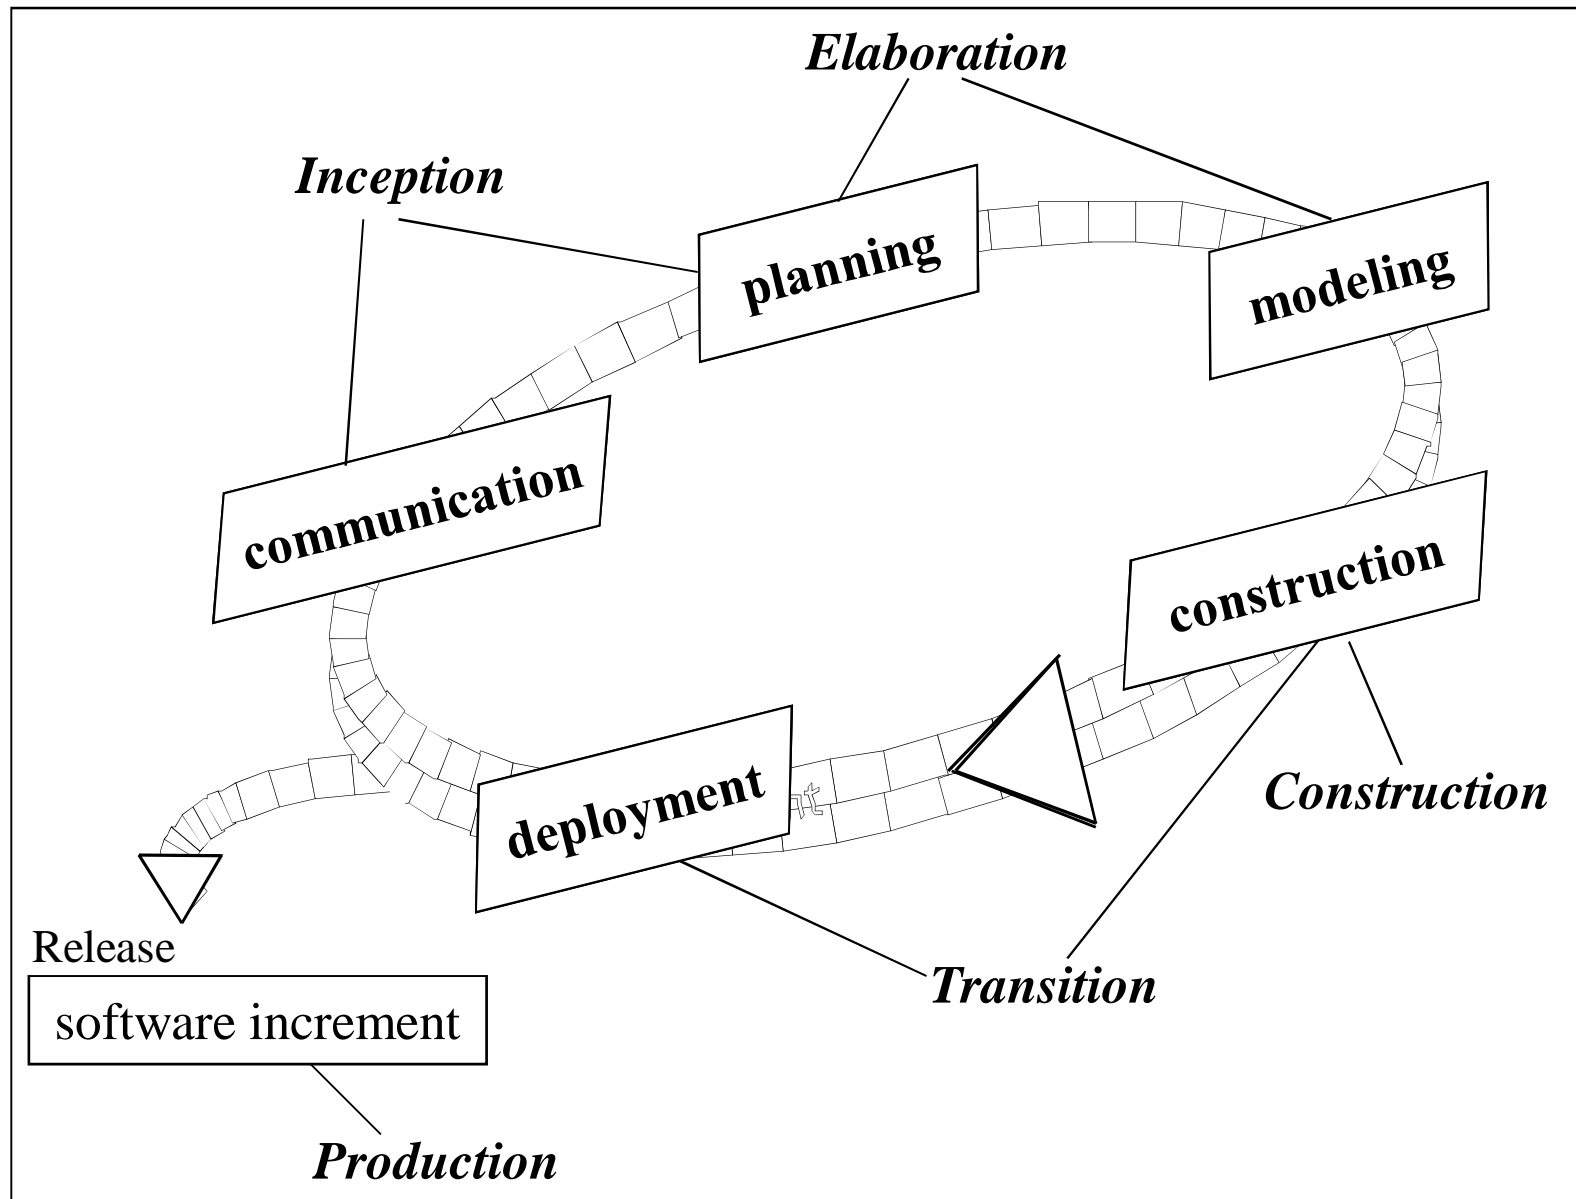 Elaboration
Inception
planning
modeling
communication
construction
deployment
Construction
Release
Transition
software increment
Production